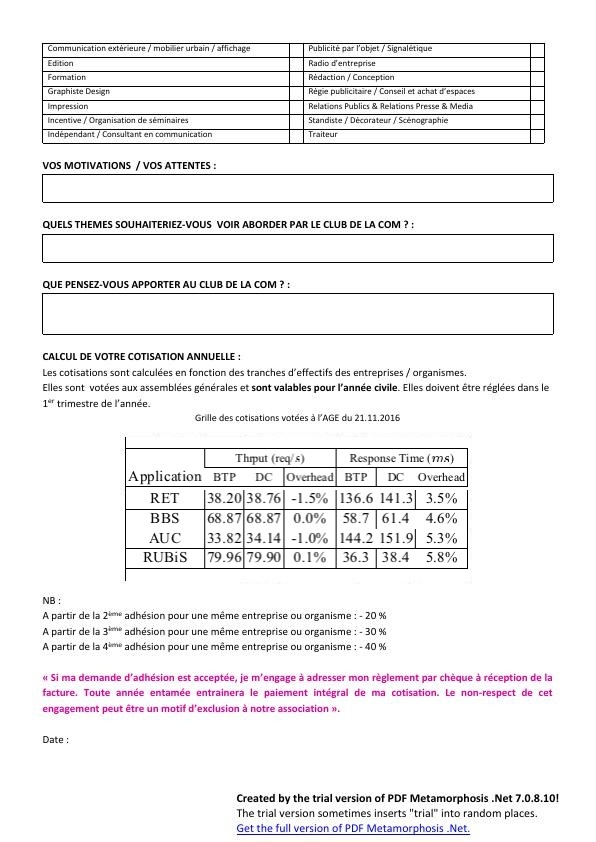 Communication extérieure / mobilier urbain / affichage Publicité par l'objet / Signalétique
Edition Radio d'entreprise
Formation Rédaction / Conception
Graphiste Design Régie publicitaire / Conseil et achat d'espaces
Impression Relations Publics & Relations Presse & Media
Incentive / Organisation de séminaires Standiste / Décorateur / Scénographie
Indépendant / Consultant en communication Traiteur
VOS MOTIVATIONS / VOS ATTENTES :
QUELS THEMES SOUHAITERIEZ-VOUS VOIR ABORDER PAR LE CLUB DE LA COM ? :
QUE PENSEZ-VOUS APPORTER AU CLUB DE LA COM ? :
CALCUL DE VOTRE COTISATION ANNUELLE :
Les cotisations sont calculées en fonction des tranches d'effectifs des entreprises / organismes.
Elles sont votées aux assemblées générales et sont valables pour l'année civile. Elles doivent être réglées dans le
1er trimestre de l'année.
Grille des cotisations votées à l'AGE du 21.11.2016
Thrput (req/s) Response Time (ms)
Application BTP DC Overhead BTP DC Overhead
RET 38.20 38.76 -1.5% 136.6 141.3 3.5%
BBS 68.87 68.87 0.0% 58.7 61.4 4.6%
AUC 33.82 34.14 -1.0% 144.2 151.9 5.3%
RUBiS 79.96 79.90 0.1% 36.3 38.4 5.8%
NB :
A partir de la 2ème adhésion pour une même entreprise ou organisme : - 20 %
A partir de la 3ème adhésion pour une même entreprise ou organisme : - 30 %
A partir de la 4ème adhésion pour une même entreprise ou organisme : - 40 %
« Si ma demande d'adhésion est acceptée, je m'engage à adresser mon règlement par chèque à réception de la
facture. Toute année entamée entrainera le paiement intégral de ma cotisation. Le non-respect de cet
engagement peut être un motif d'exclusion à notre association ».
Date :
Created by the trial version of PDF Metamorphosis .Net 7.0.8.10!
The trial version sometimes inserts "trial" into random places.
Get the full version of PDF Metamorphosis .Net.